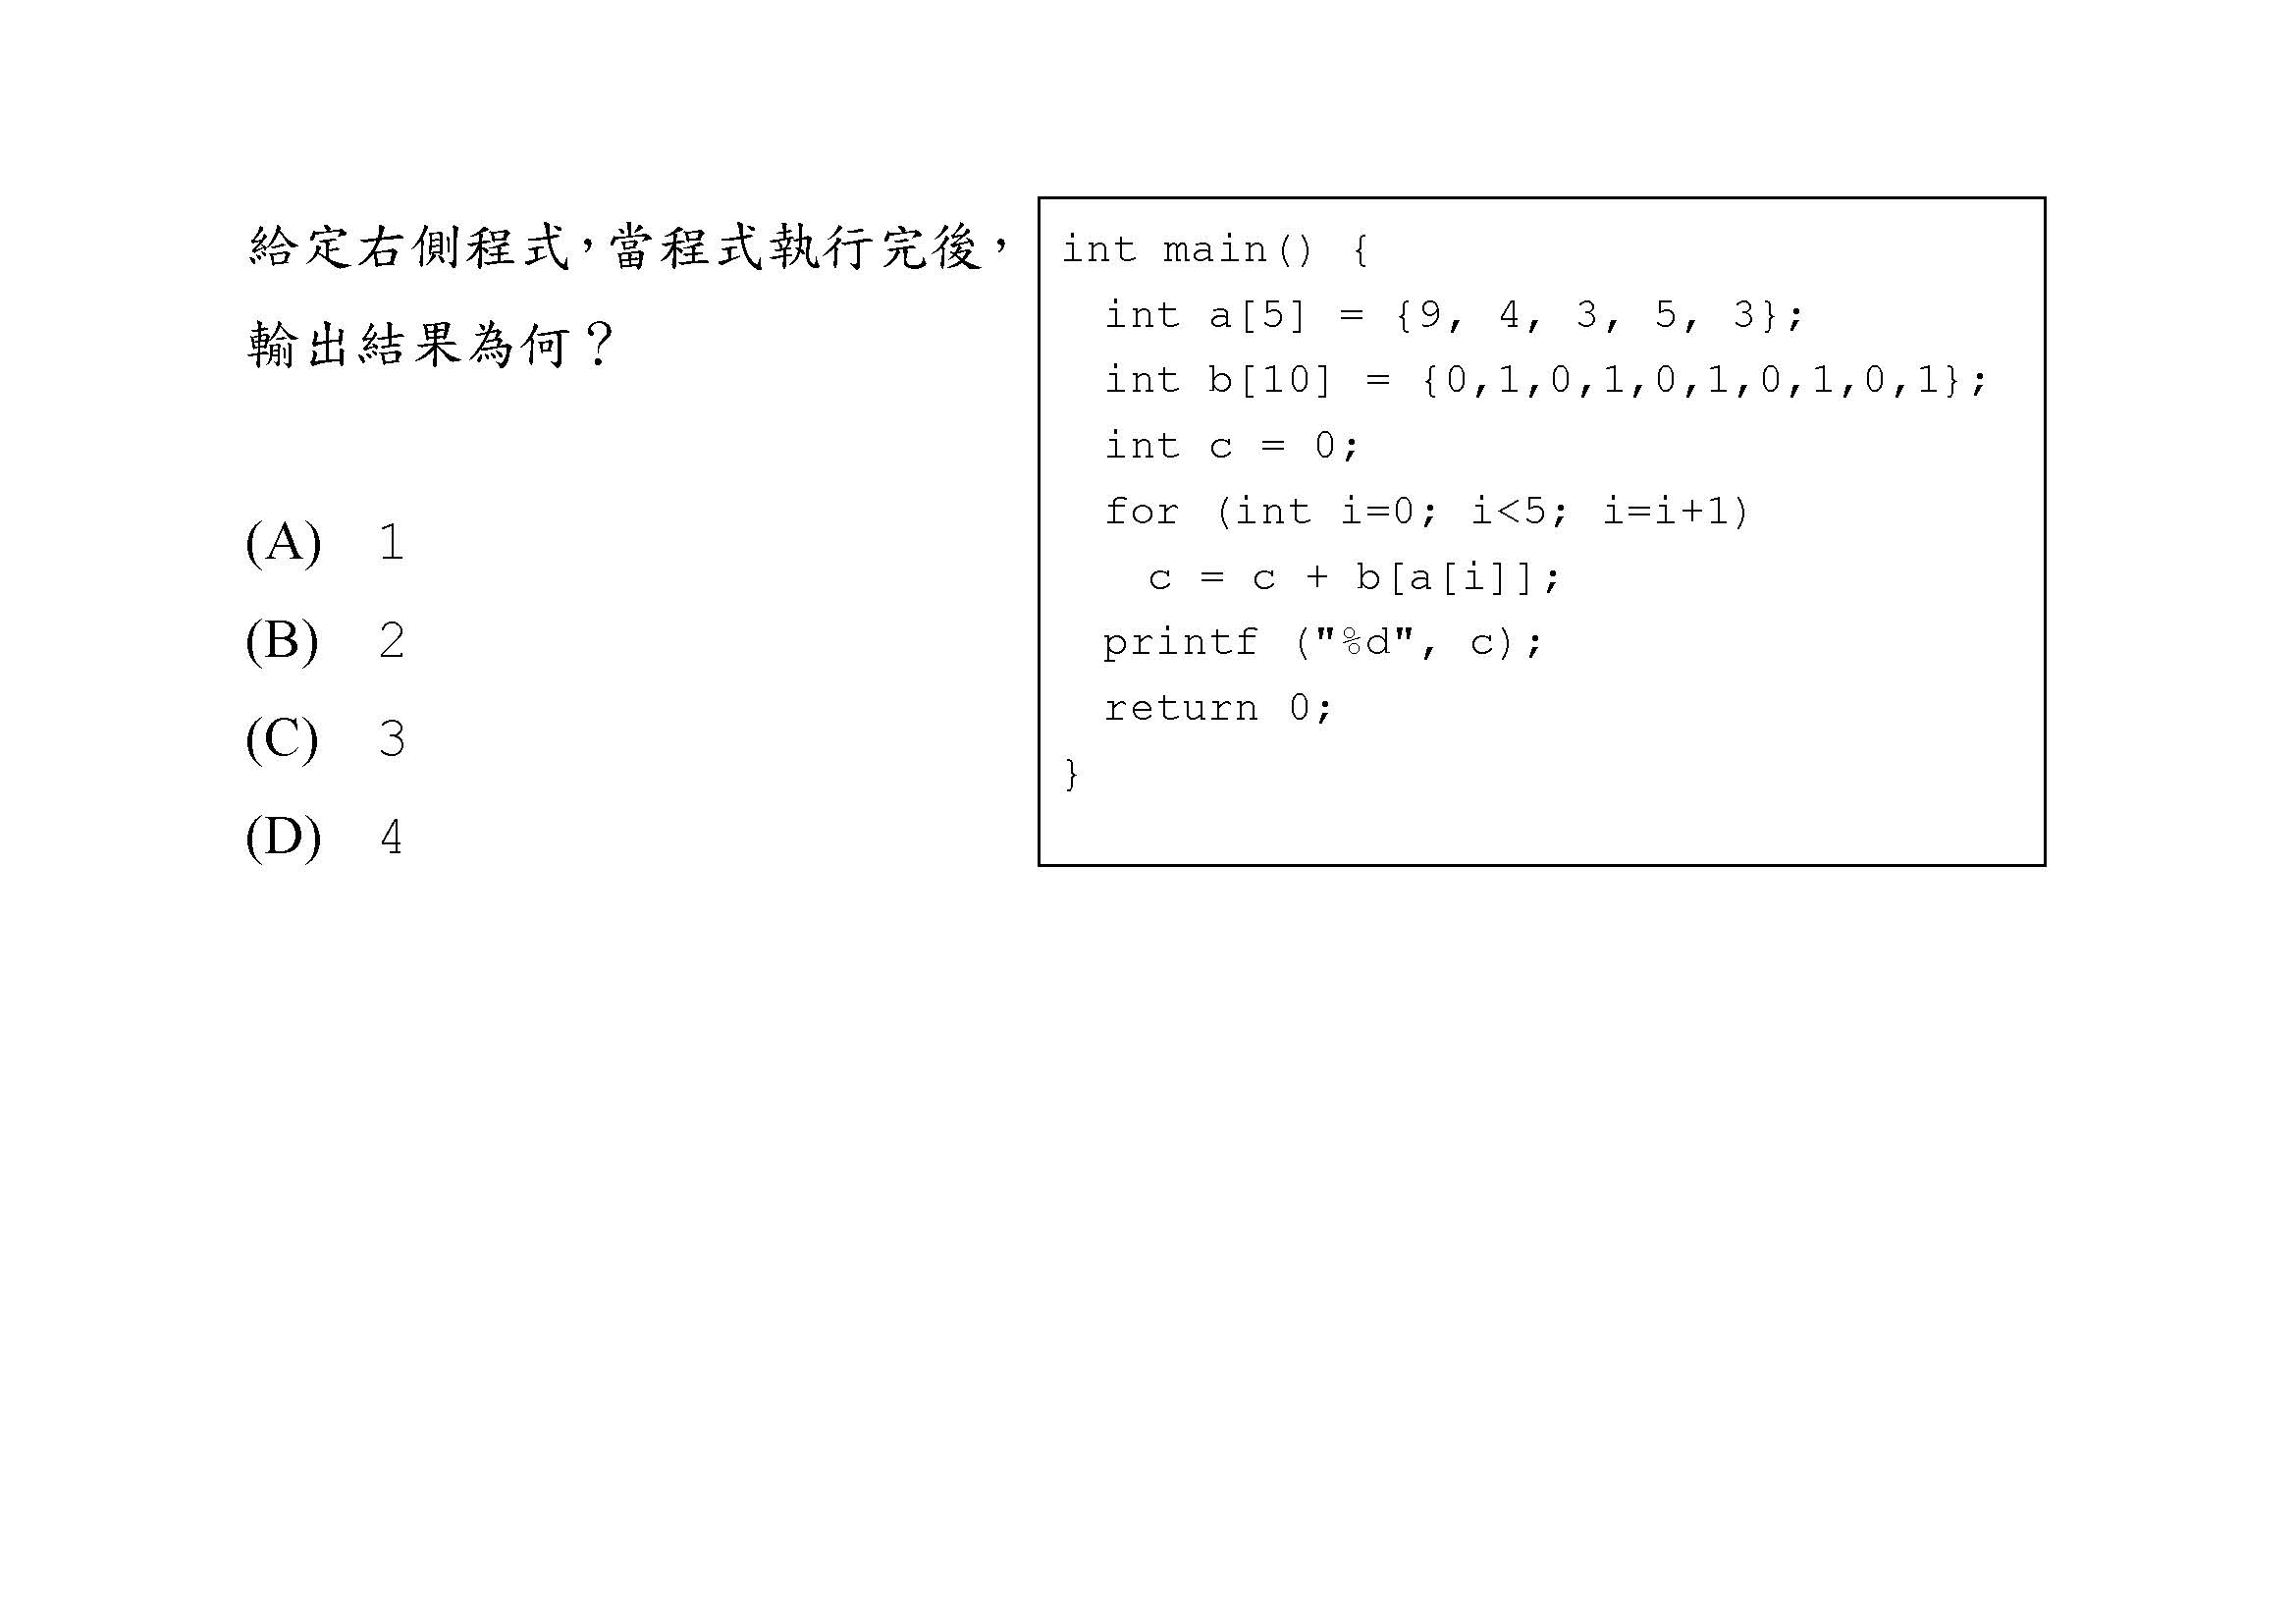 給定右側程式，當程式執行完後，
輸出結果為何？
(A) 1
(B) 2
(C) 3
(D) 4
int main() {
int a[5] = {9, 4, 3, 5, 3};
int b[10] = {0,1,0,1,0,1,0,1,0,1};
int c = 0;
for (int i=0; i<5; i=i+1)
c = c + b[a[i]];
printf ("%d", c);
return 0;
}